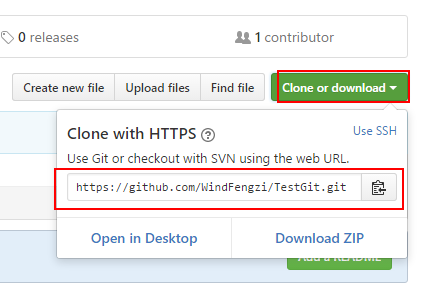 0 releases
1 contributor
Create new file
Upload files
Find file
Clone or download
Clone with HTTPS
Use SSH
Use Git or checkout with SVN using the web URL.
https://github.com/WindFengzi/TestGit.git
Open in Desktop
Download ZIP
Add a README